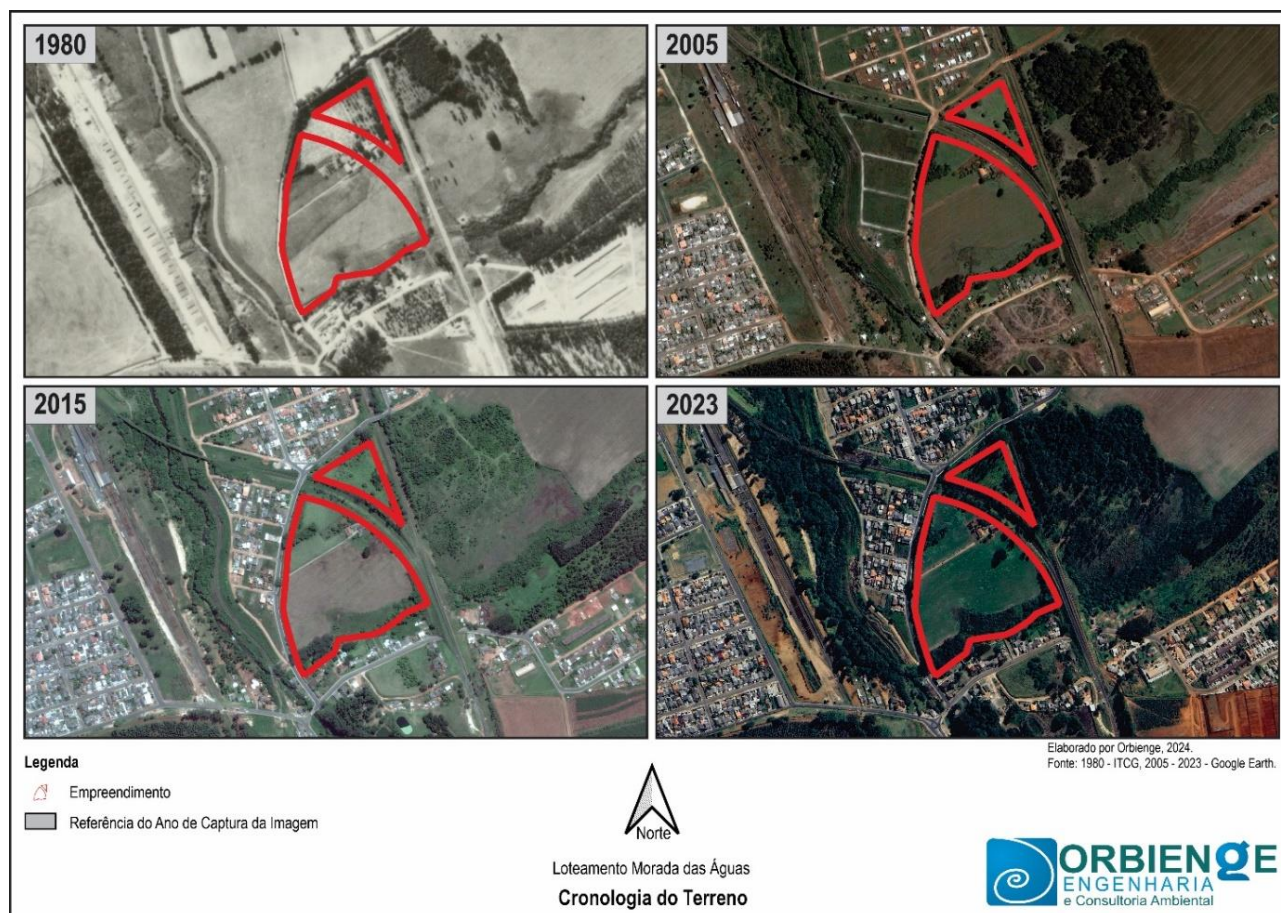 1980
2005
2015
2023
Elaborado por Orbienge, 2024.
Fonte: 1980 - ITCG, 2005 - 2023 - Google Earth.
Legenda
Empreendimento
Referência do Ano de Captura da Imagem
Norte
Loteamento Morada das Águas
Cronologia do Terreno
ORBIENGE
ENGENHARIA
e Consultoria Ambiental